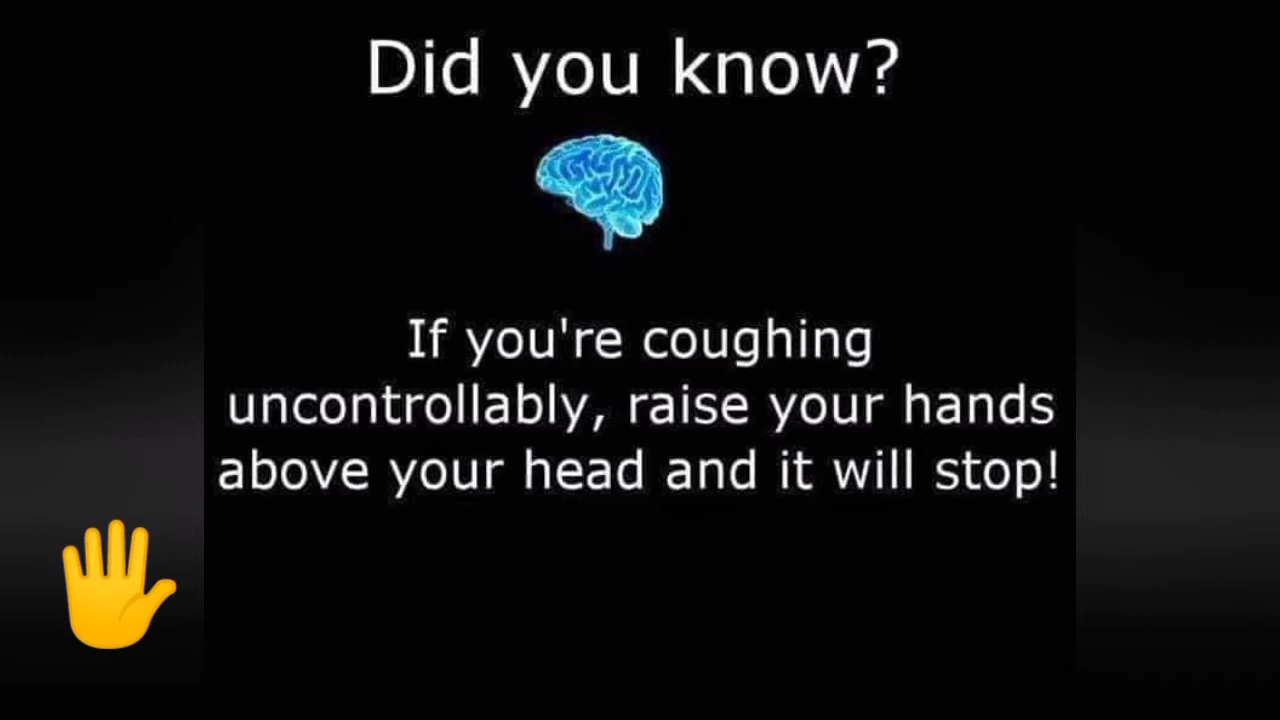 Did you know?
If you're coughing
uncontrollably, raise your hands
above your head and it will stop!